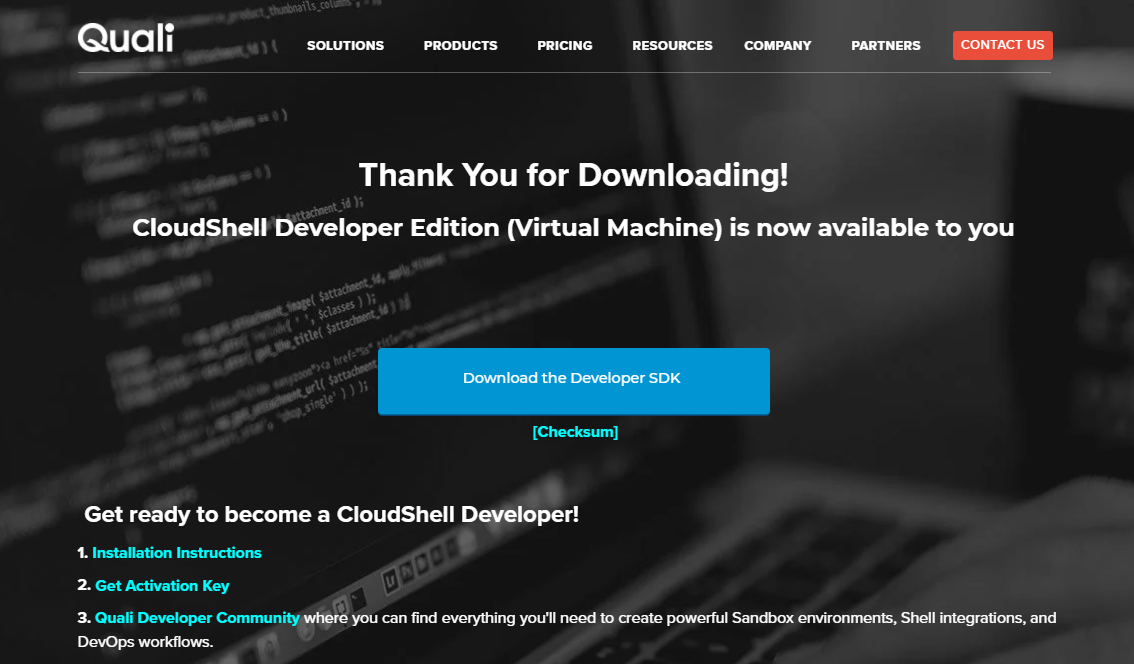 Quali
SOLUTIONS PRODUCTS PRICING RESOURCES COMPANY PARTNERS CONTACT US
Thank You for Downloading!
CloudShell Developer Edition (Virtual Machine) is now available to you
Download the Developer SDK
[Checksum]
Get ready to become a CloudShell Developer!
1. Installation Instructions
2. Get Activation Key
3. Quali Developer Community where you can find everything you'll need to create powerful Sandbox environments, Shell integrations, and
DevOps workflows.